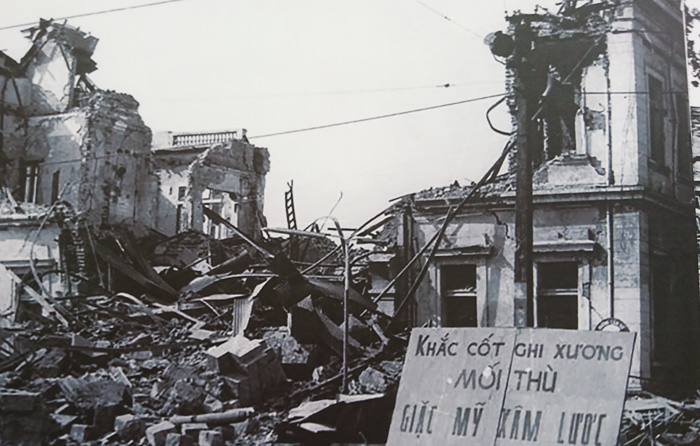 KHẮC CỐT GHI XƯƠNG
MỐI THÙ
GIẶC MỸ XÂM LƯỢC